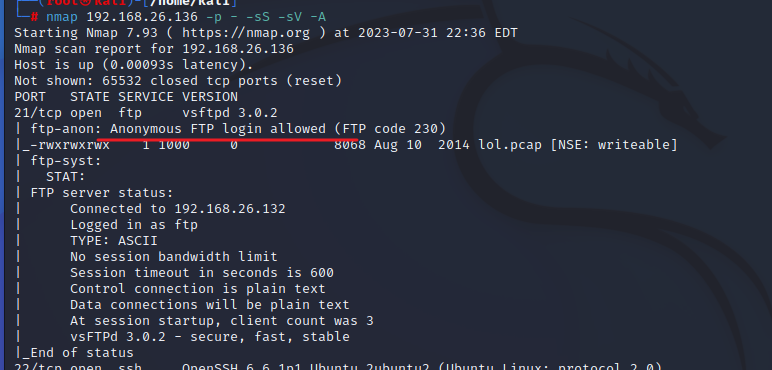 (root㉿kali)-[/home/kali]
# nmap 192.168.26.136 -p - -sS -sV -A
Starting Nmap 7.93 ( https://nmap.org ) at 2023-07-31 22:36 EDT
Nmap scan report for 192.168.26.136
Host is up (0.00093s latency).
Not shown: 65532 closed tcp ports (reset)
PORT   STATE SERVICE VERSION
21/tcp open  ftp     vsftpd 3.0.2
| ftp-anon: Anonymous FTP login allowed (FTP code 230)
|_-rwxrwxrwx    1 1000     0            8068 Aug 10  2014 lol.pcap [NSE: writeable]
| ftp-syst:
|   STAT:
| FTP server status:
|      Connected to 192.168.26.132
|      Logged in as ftp
|      TYPE: ASCII
|      No session bandwidth limit
|      Session timeout in seconds is 600
|      Control connection is plain text
|      Data connections will be plain text
|      At session startup, client count was 3
|      vsFTPd 3.0.2 - secure, fast, stable
|_End of status
22/tcp open  ssh     OpenSSH 6.6.1p1 Ubuntu 2ubuntu2 (Ubuntu Linux; protocol 2.0)